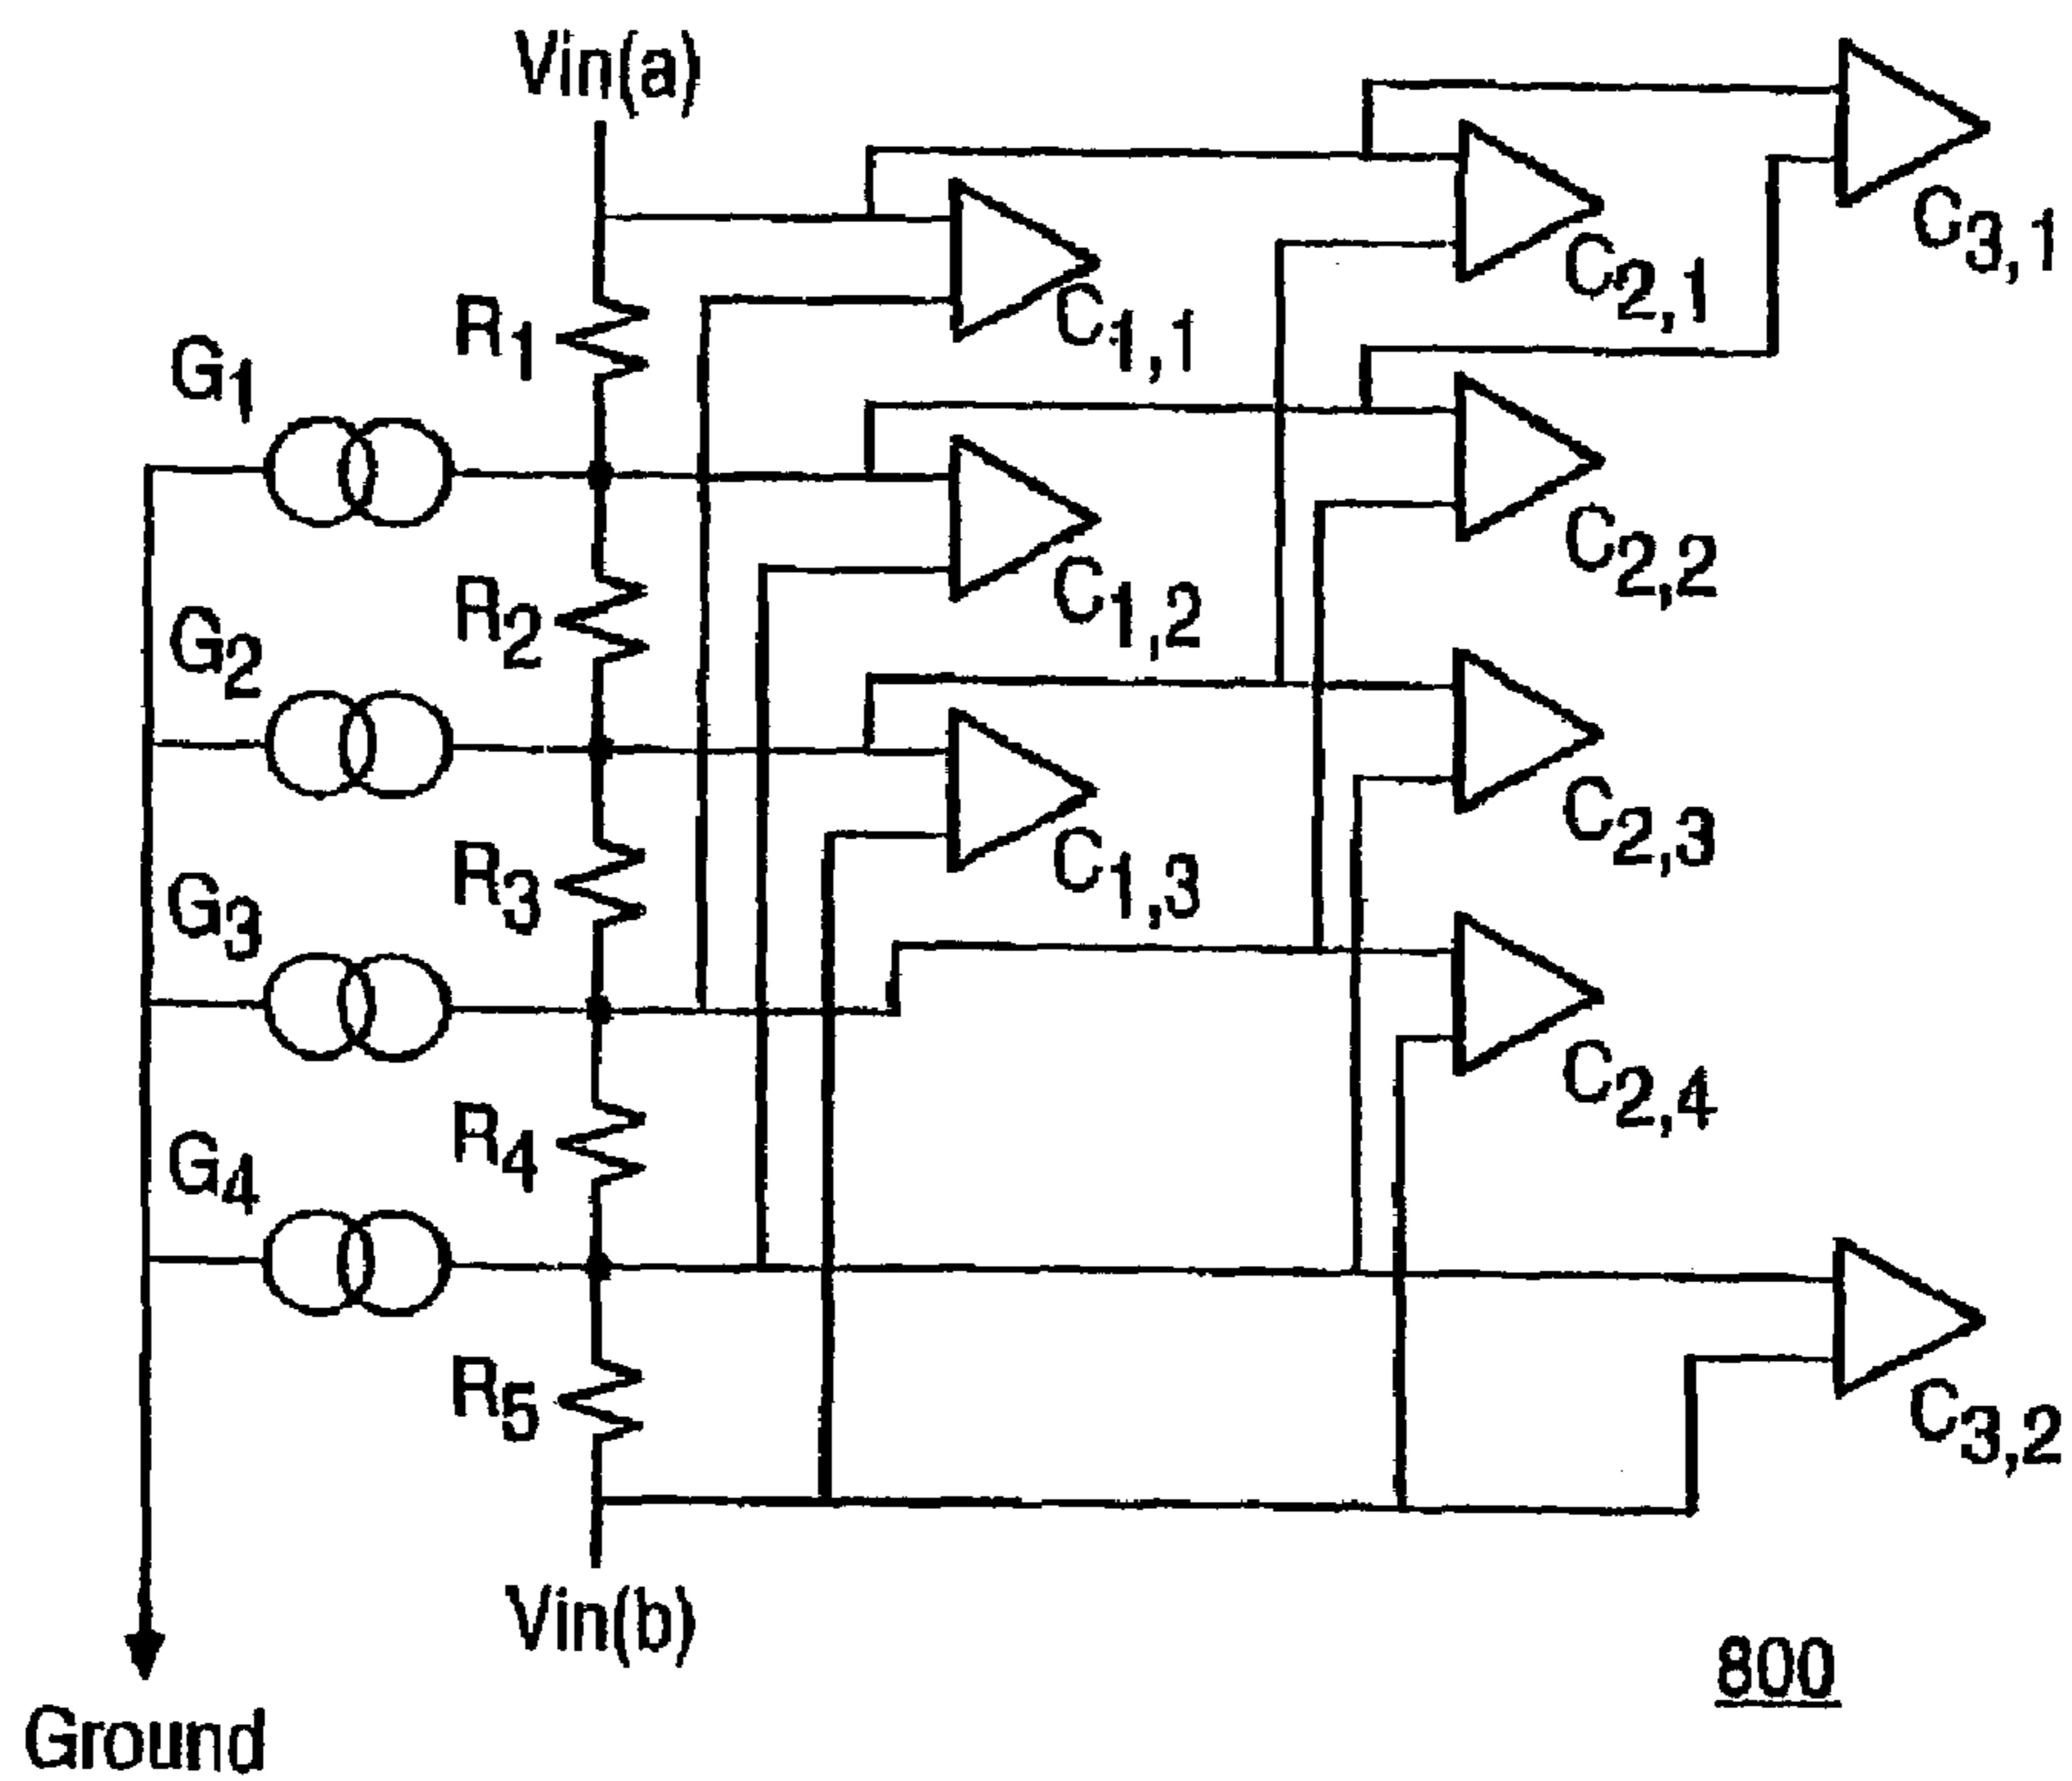 Vin(a)
C3,1
C2,1
R1
C1,1
G1
C2,2
R2
C1,2
G2
C2,3
R3
C1,3
G3
C2,4
R4
G4
R5
C3,2
Vin(b)
800
Ground